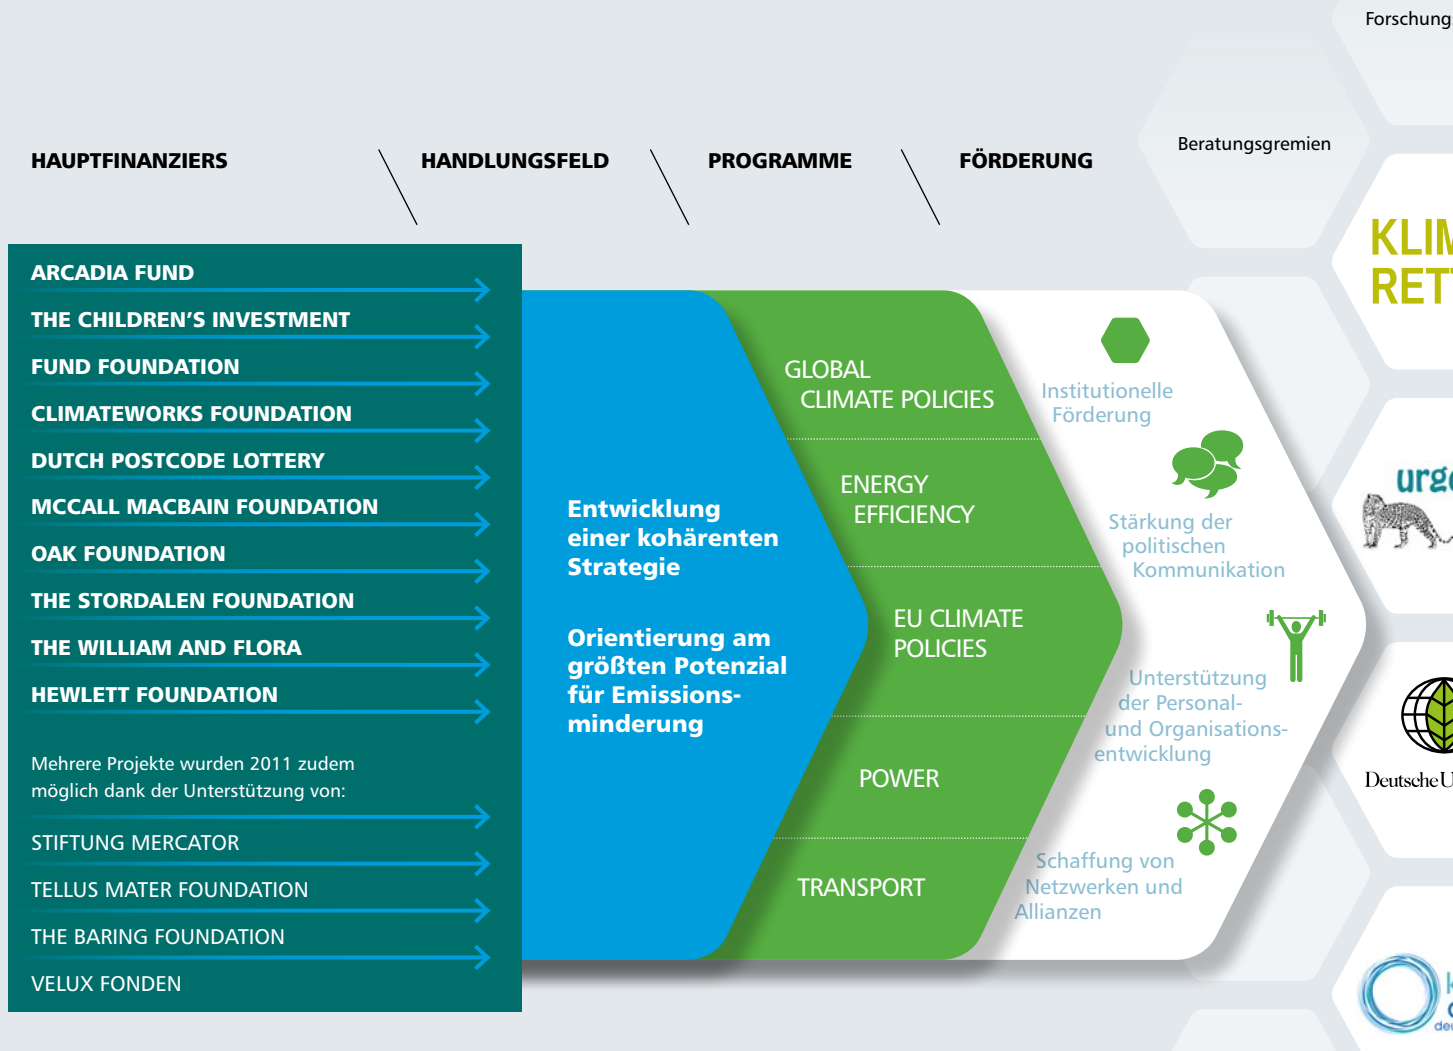 Forschung
Beratungsgremien
HAUPTFINANZIERS
HANDLUNGSFELD
PROGRAMME
FÖRDERUNG
ARCADIA FUND
THE CHILDREN'S INVESTMENT
FUND FOUNDATION
CLIMATEWORKS FOUNDATION
DUTCH POSTCODE LOTTERY
MCCALL MACBAIN FOUNDATION
OAK FOUNDATION
THE STORDALEN FOUNDATION
THE WILLIAM AND FLORA
HEWLETT FOUNDATION
Mehrere Projekte wurden 2011 zudem
möglich dank der Unterstützung von:
STIFTUNG MERCATOR
TELLUS MATER FOUNDATION
THE BARING FOUNDATION
VELUX FONDEN
Entwicklung
einer kohärenten
Strategie
Orientierung am
größten Potenzial
für Emissions-
minderung
GLOBAL
CLIMATE POLICIES
ENERGY
EFFICIENCY
EU CLIMATE
POLICIES
POWER
TRANSPORT
Institutionelle
Förderung
Stärkung der
politischen
Kommunikation
Unterstützung
der Personal-
und Organisations-
entwicklung
Schaffung von
Netzwerken und
Allianzen
KLIM
RETT
urge
Deutsche U